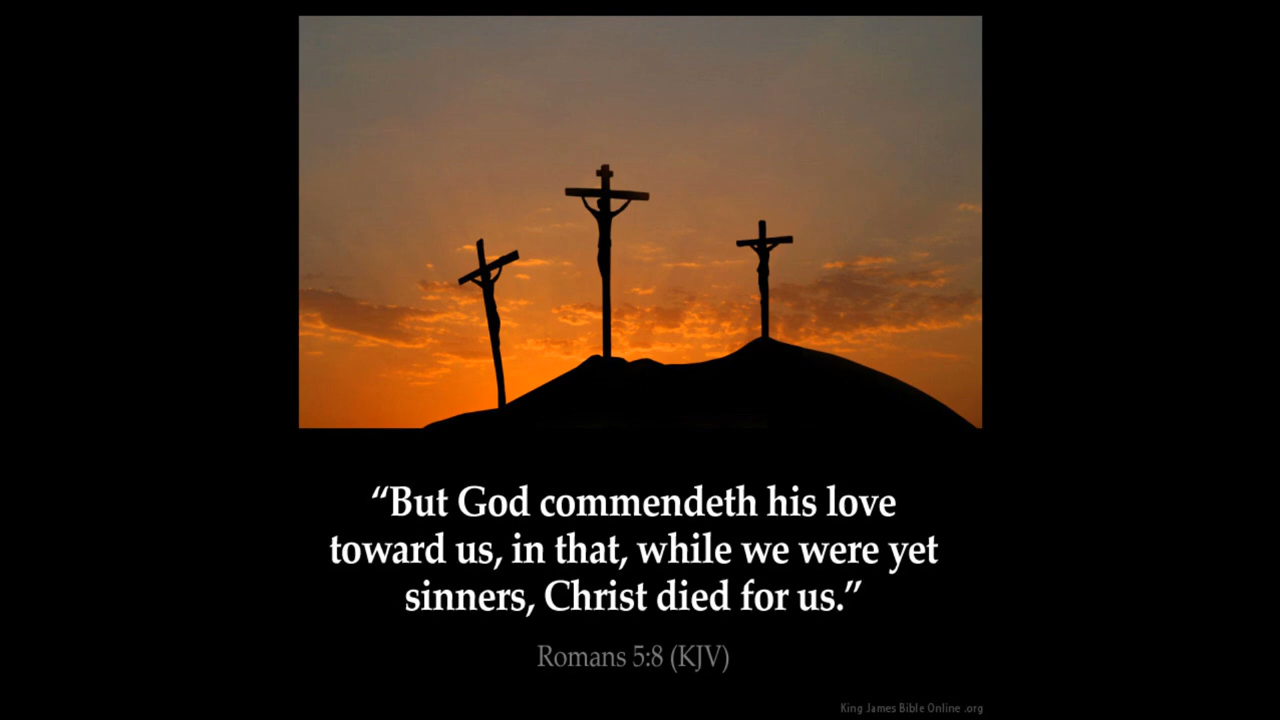 “But God commendeth his love
toward us, in that, while we were yet
sinners, Christ died for us.”
Romans 5:8 (KJV)
King James Bible Online .org